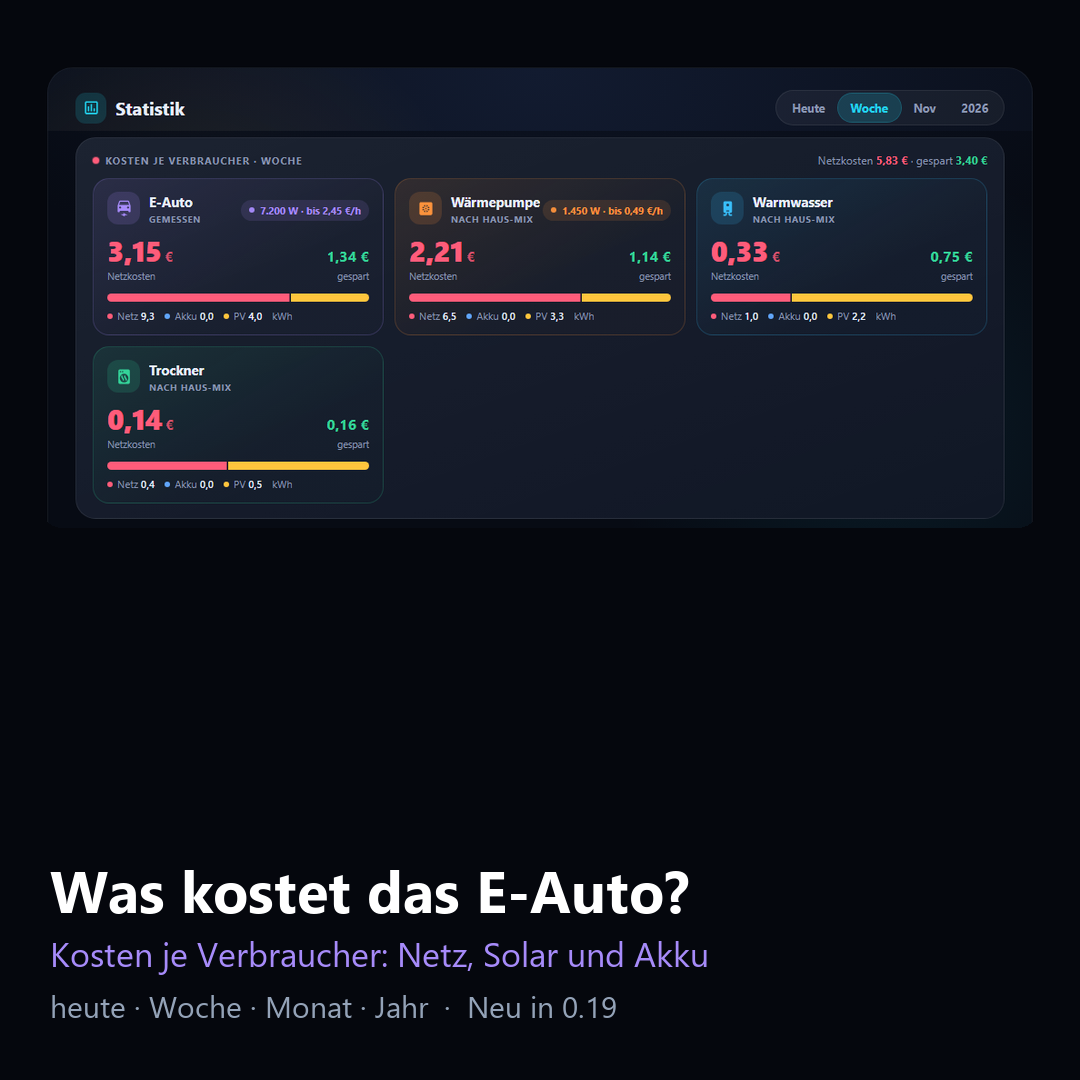 Statistik
Heute Woche Nov 2026
KOSTEN JE VERBRAUCHER · WOCHE
Netzkosten 5,83 € · gespart 3,40 €
E-Auto
GEMESSEN
7.200 W · bis 2,45 €/h
3,15 €
1,34 €
Netzkosten
gespart
Netz 9,3 Akku 0,0 PV 4,0 kWh
Wärmepumpe
NACH HAUS-MIX
1.450 W · bis 0,49 €/h
2,21 €
1,14 €
Netzkosten
gespart
Netz 6,5 Akku 0,0 PV 3,3 kWh
Warmwasser
NACH HAUS-MIX
0,33 €
0,75 €
Netzkosten
gespart
Netz 1,0 Akku 0,0 PV 2,2 kWh
Trockner
NACH HAUS-MIX
0,14 €
0,16 €
Netzkosten
gespart
Netz 0,4 Akku 0,0 PV 0,5 kWh
Was kostet das E-Auto?
Kosten je Verbraucher: Netz, Solar und Akku
heute · Woche · Monat · Jahr · Neu in 0.19